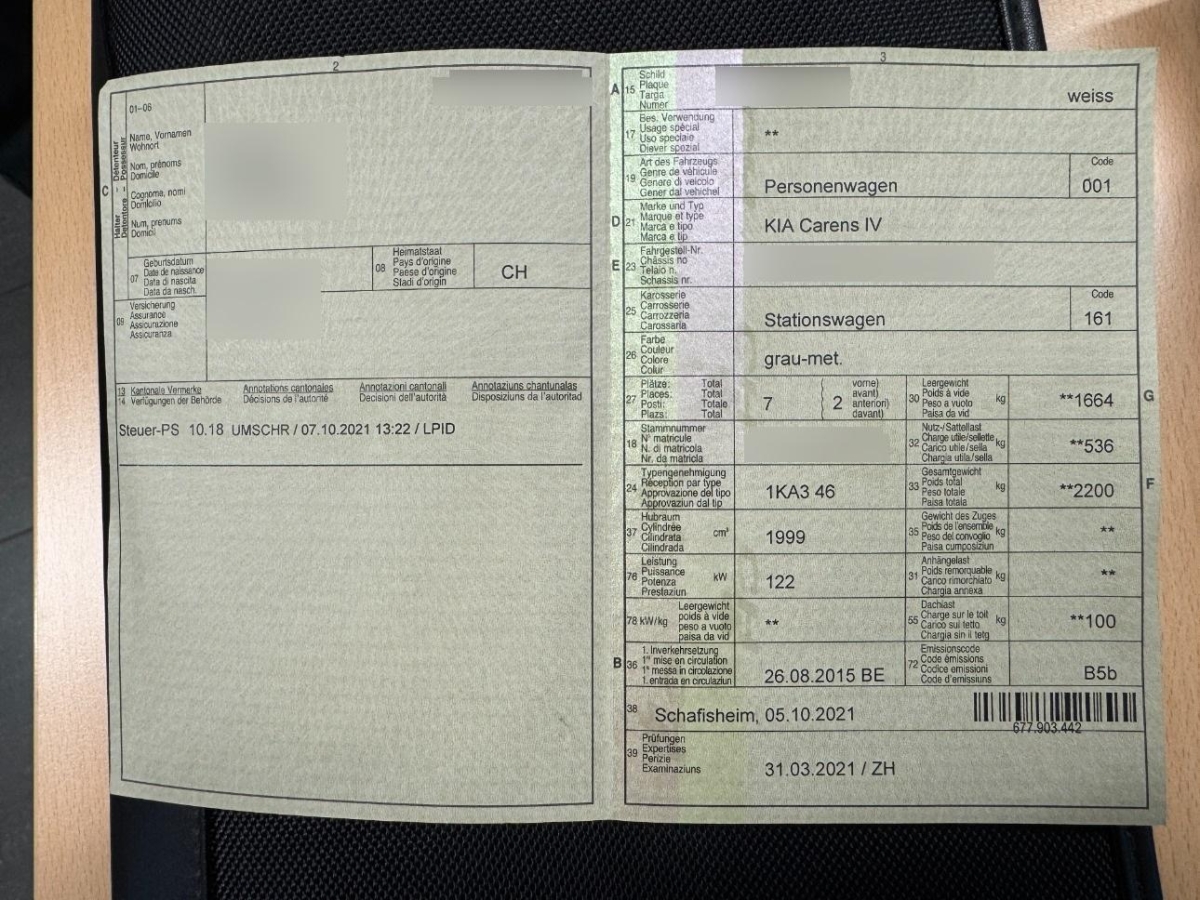 2
01-06
C
Halter Détenteur
Detentore Possessur
Name, Vornamen
Wohnort
Nom, prénoms
Domicile
Cognome, nomi
Domicilio
Num, prenums
Domicil
07
Geburtsdatum
Date de naissance
Data di nascita
Data da nasch.
08
Heimatstaat
Pays d'origine
Paese d'origine
Stadi d'origin
CH
09
Versicherung
Assurance
Assicurazione
Assicuranza
13 Kantonale Vermerke Annotations cantonales Annotazioni cantonali Annotaziuns chantunalas
14 Verfügungen der Behörde Décisions de l'autorité Decisioni dell'autorità Disposiziuns da l'autoritad
Steuer-PS 10.18 UMSCHR / 07.10.2021 13:22 / LPID
3
A 15
Schild
Plaque
Targa
Numer
weiss
17
Bes. Verwendung
Usage spécial
Uso speciale
Diever spezial
**
19
Art des Fahrzeugs
Genre de véhicule
Genere di veicolo
Gener dal vehichel
Personenwagen
Code
001
D 21
Marke und Typ
Marque et type
Marca e tipo
Marca e tip
KIA Carens IV
E 23
Fahrgestell-Nr.
Châssis no
Telaio n.
Schassis nr.
25
Karosserie
Carrosserie
Carrozzeria
Carossaria
Stationswagen
Code
161
26
Farbe
Couleur
Colore
Colur
grau-met.
27
Plätze: Total
Places: Total
Posti: Totale
Plazs: Total
7
( 2
vorne)
avant)
anteriori)
davant)
30
Leergewicht
Poids à vide
Peso a vuoto
Paisa da vid
kg
**1664
G
18
Stammnummer
N° matricule
N. di matricola
Nr. da matricla
32
Nutz-/Sattellast
Charge utile/sellette
Carico utile/sella
Chargia utila/sella
kg
**536
24
Typengenehmigung
Réception par type
Approvazione del tipo
Approvaziun dal tip
1KA3 46
33
Gesamtgewicht
Poids total
Peso totale
Paisa totala
kg
**2200
F
37
Hubraum
Cylindrée
Cilindrata
Cilindrada
cm³
1999
35
Gewicht des Zuges
Poids de l'ensemble
Peso del convoglio
Paisa cumposiziun
kg
**
76
Leistung
Puissance
Potenza
Prestaziun
kW
122
31
Anhängelast
Poids remorquable
Carico rimorchiato
Chargia annexa
kg
**
78 kW/kg
Leergewicht
poids à vide
peso a vuoto
paisa da vid
**
55
Dachlast
Charge sur le toit
Carico sul tetto
Chargia sin il tetg
kg
**100
B 36
1. Inverkehrsetzung
1re mise en circulation
1a messa in circolazione
1. entrada en circulaziun
26.08.2015 BE
72
Emissionscode
Code émissions
Codice emissioni
Code d'emissiuns
B5b
38
Schafisheim, 05.10.2021
677.903.442
39
Prüfungen
Expertises
Perizie
Examinaziuns
31.03.2021 / ZH